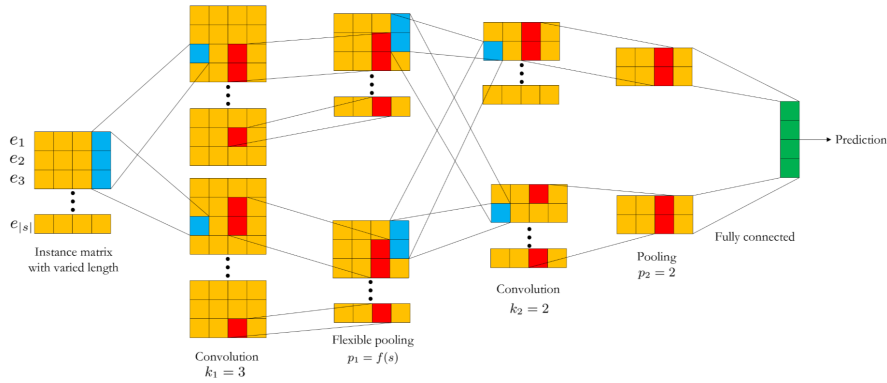 e₁
e₂
e₃
e_{|s|}
Instance matrix
with varied length
Convolution
k₁ = 3
Flexible pooling
p₁ = f(s)
Convolution
k₂ = 2
Pooling
p₂ = 2
Fully connected
Prediction